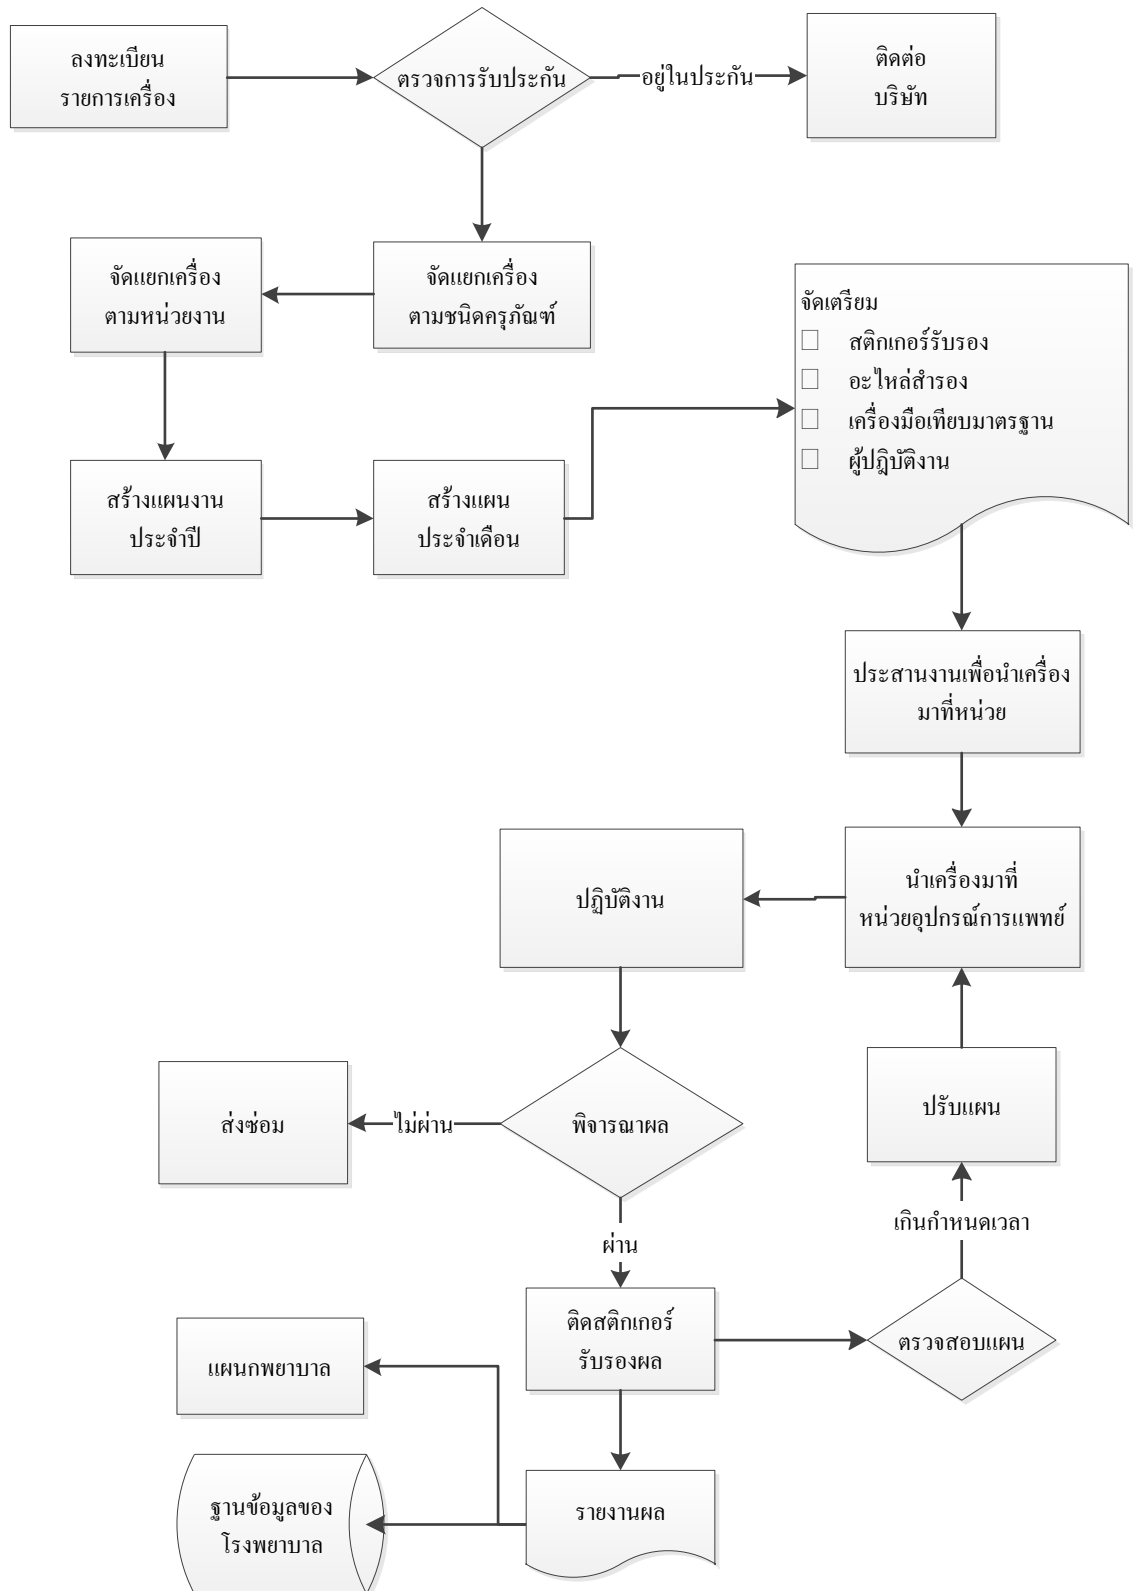 ลงทะเบียน
รายการเครื่อง
ตรวจการรับประกัน
อยู่ในประกัน
ติดต่อ
บริษัท
จัดแยกเครื่อง
ตามหน่วยงาน
จัดแยกเครื่อง
ตามชนิดครุภัณฑ์
จัดเตรียม
สติกเกอร์รับรอง
อะไหล่สำรอง
เครื่องมือเทียบมาตรฐาน
ผู้ปฎิบัติงาน
สร้างแผนงาน
ประจำปี
สร้างแผน
ประจำเดือน
ประสานงานเพื่อนำเครื่อง
มาที่หน่วย
นำเครื่องมาที่
หน่วยอุปกรณ์การแพทย์
ปฏิบัติงาน
พิจารณาผล
ไม่ผ่าน
ส่งซ่อม
ปรับแผน
เกินกำหนดเวลา
ผ่าน
ติดสติกเกอร์
รับรองผล
ตรวจสอบแผน
แผนกพยาบาล
รายงานผล
ฐานข้อมูลของ
โรงพยาบาล